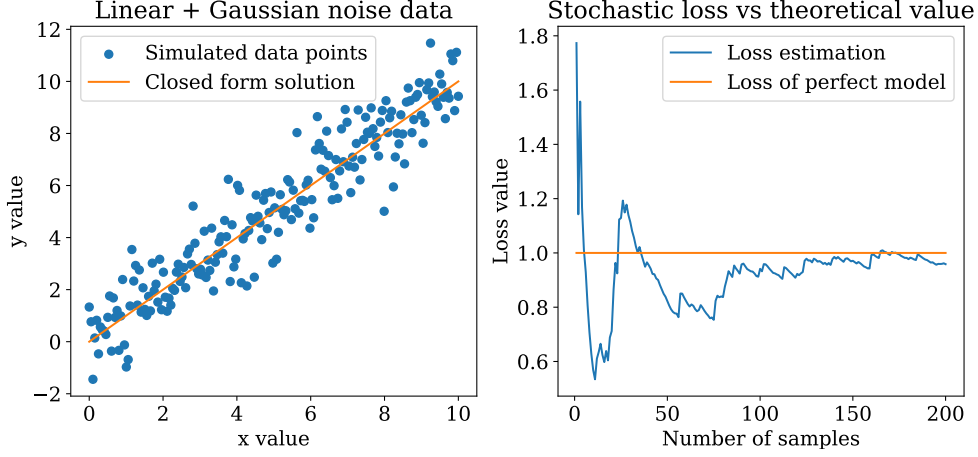 Linear + Gaussian noise data
Simulated data points
Closed form solution
12
10
8
6
4
2
0
−2
y value
0
2
4
6
8
10
x value
Stochastic loss vs theoretical value
Loss estimation
Loss of perfect model
1.8
1.6
1.4
1.2
1.0
0.8
0.6
Loss value
0
50
100
150
200
Number of samples